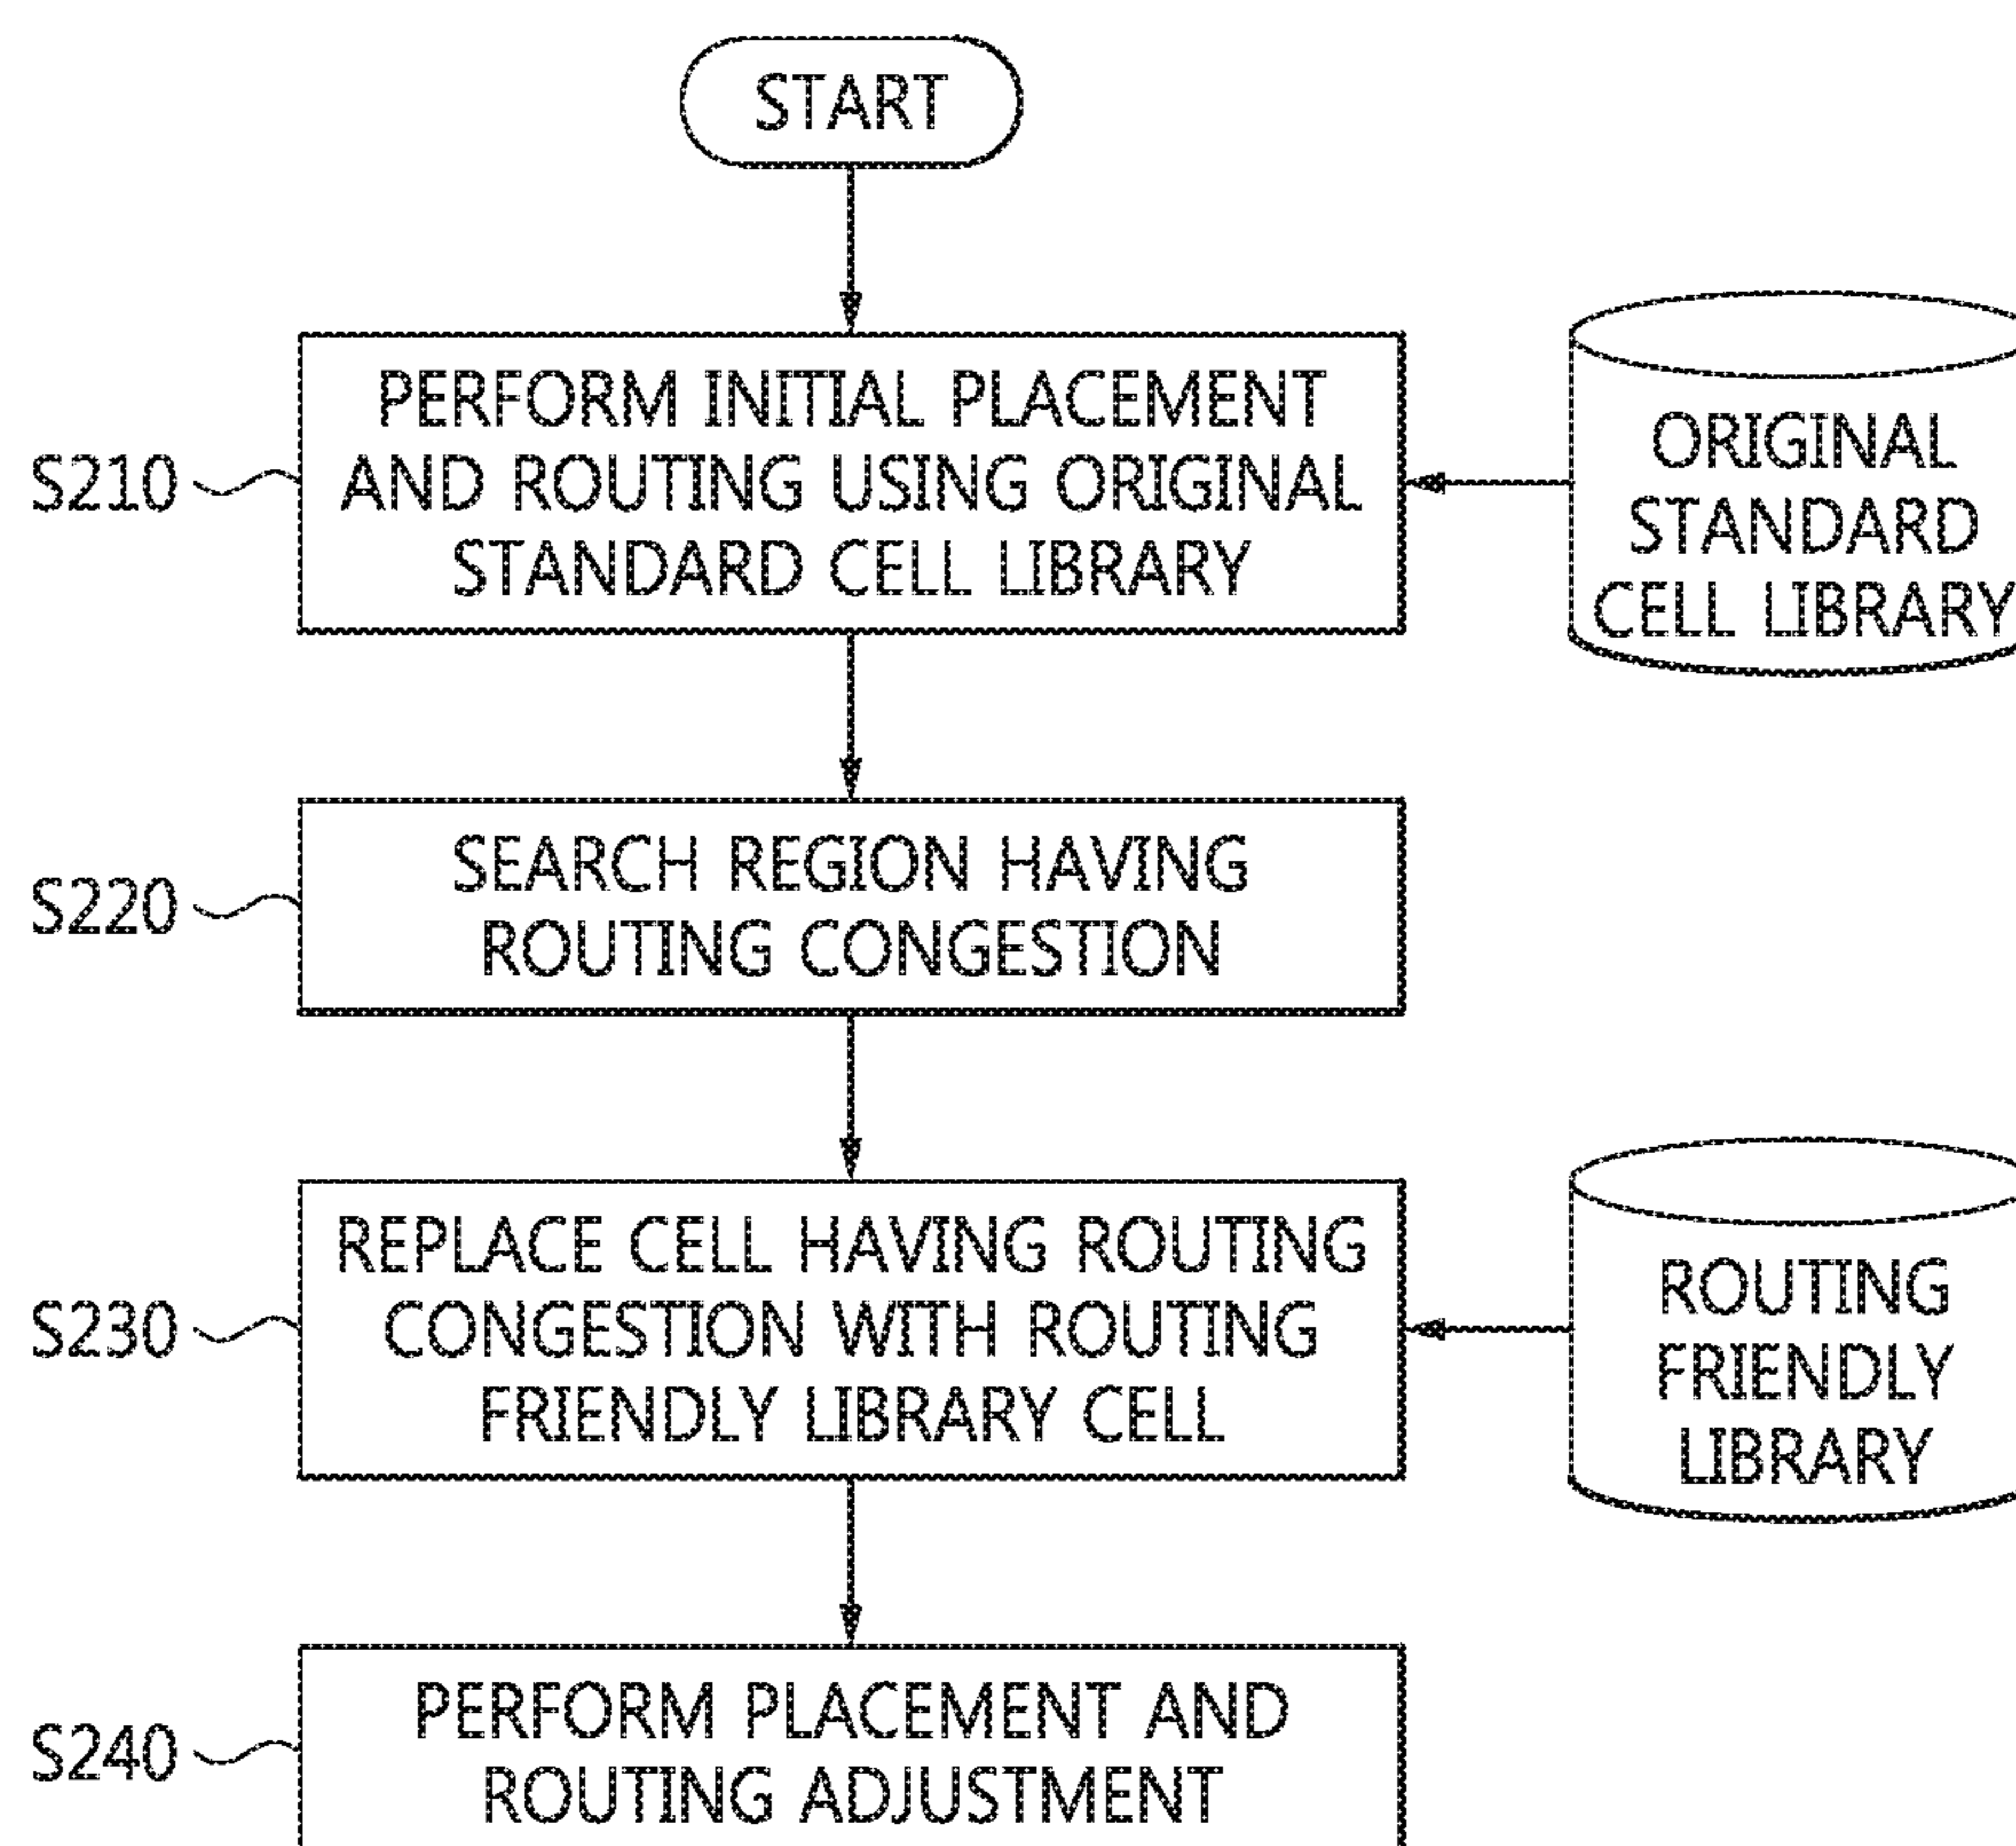 START
PERFORM INITIAL PLACEMENT
AND ROUTING USING ORIGINAL
STANDARD CELL LIBRARY
S210
ORIGINAL
STANDARD
CELL LIBRARY
SEARCH REGION HAVING
ROUTING CONGESTION
S220
REPLACE CELL HAVING ROUTING
CONGESTION WITH ROUTING
FRIENDLY LIBRARY CELL
S230
ROUTING
FRIENDLY
LIBRARY
PERFORM PLACEMENT AND
ROUTING ADJUSTMENT
S240